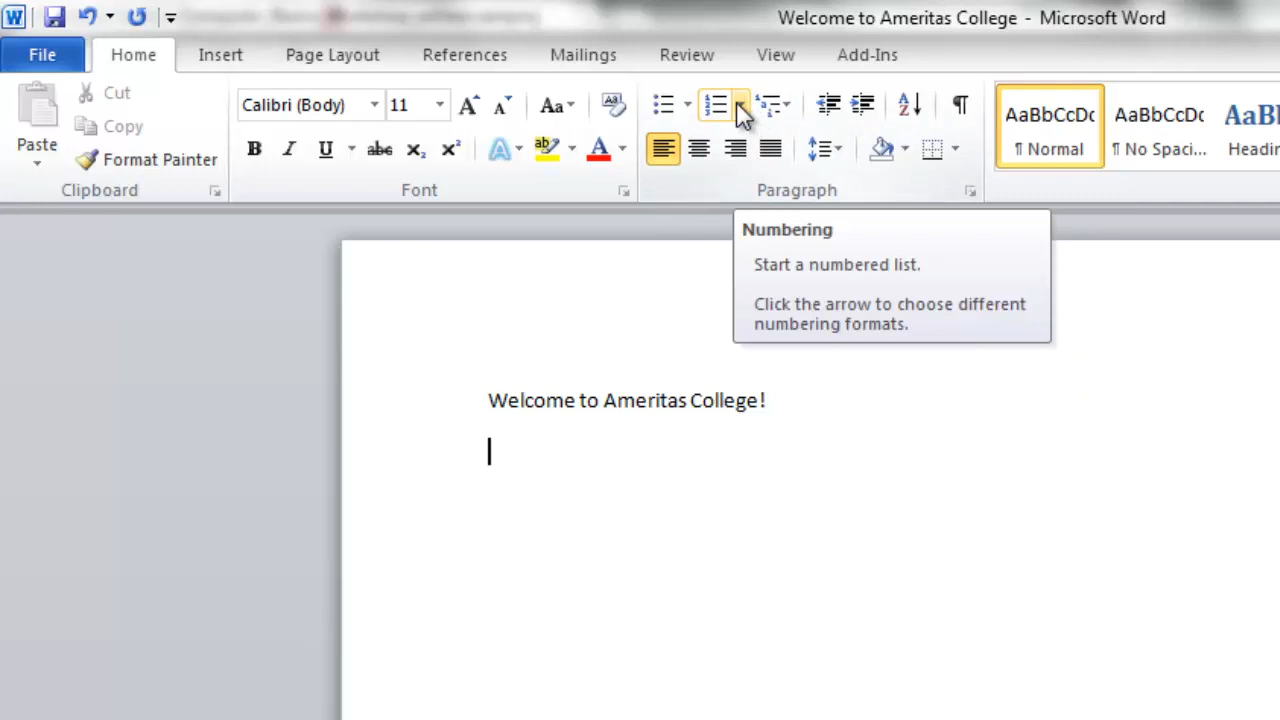 Welcome to Ameritas College - Microsoft Word
File Home Insert Page Layout References Mailings Review View Add-Ins
Paste
Cut
Copy
Format Painter
Clipboard
Calibri (Body) 11
Font
Paragraph
AaBbCcDc AaBbCcDc AaB
¶ Normal ¶ No Spaci... Headin
Numbering
Start a numbered list.
Click the arrow to choose different
numbering formats.
Welcome to Ameritas College!